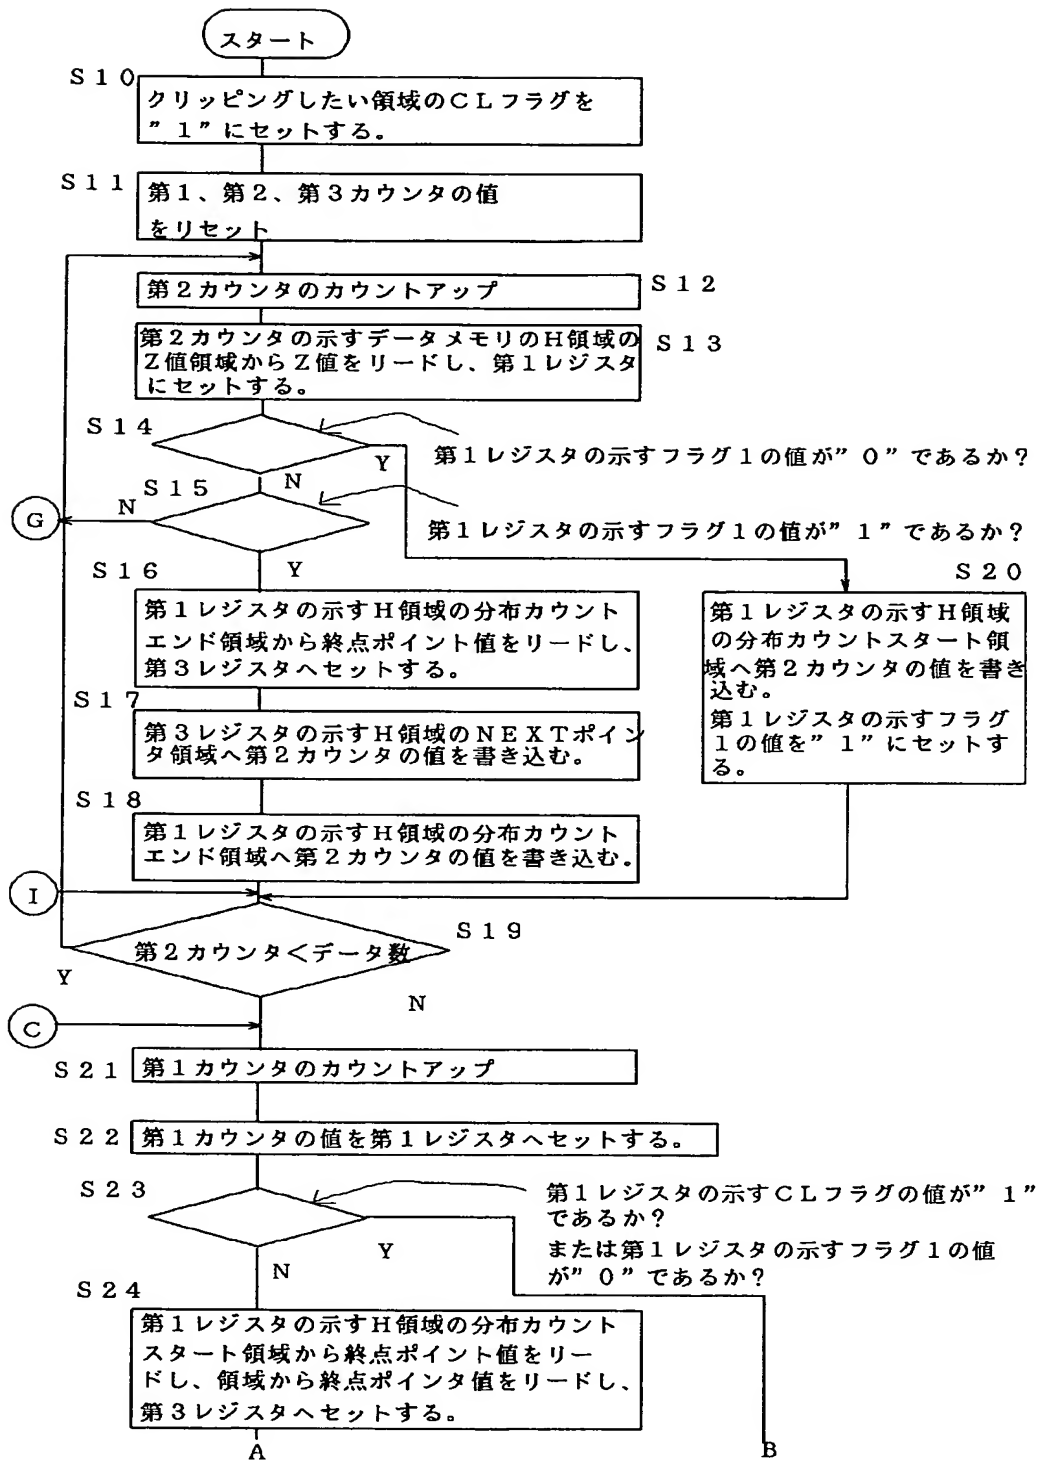 スタート
S10
クリッピングしたい領域のCLフラグを
”1”にセットする。
S11
第1、第2、第3カウンタの値
をリセット
第2カウンタのカウントアップ
S12
第2カウンタの示すデータメモリのH領域の
Z値領域からZ値をリードし、第1レジスタ
にセットする。
S13
S14
Y
N
第1レジスタの示すフラグ1の値が”0”であるか?
S15
N
G
第1レジスタの示すフラグ1の値が”1”であるか?
Y
S16
第1レジスタの示すH領域の分布カウント
エンド領域から終点ポイント値をリードし、
第3レジスタへセットする。
S20
第1レジスタの示すH領域
の分布カウントスタート領
域へ第2カウンタの値を書き
込む。
第1レジスタの示すフラグ
1の値を”1”にセットす
る。
S17
第3レジスタの示すH領域のNEXTポイン
タ領域へ第2カウンタの値を書き込む。
S18
第1レジスタの示すH領域の分布カウント
エンド領域へ第2カウンタの値を書き込む。
I
S19
第2カウンタ<データ数
Y
N
C
S21
第1カウンタのカウントアップ
S22
第1カウンタの値を第1レジスタへセットする。
S23
第1レジスタの示すCLフラグの値が”1”
であるか?
または第1レジスタの示すフラグ1の値
が”0”であるか?
Y
N
S24
第1レジスタの示すH領域の分布カウント
スタート領域から終点ポイント値をリー
ドし、領域から終点ポインタ値をリードし、
第3レジスタへセットする。
A
B